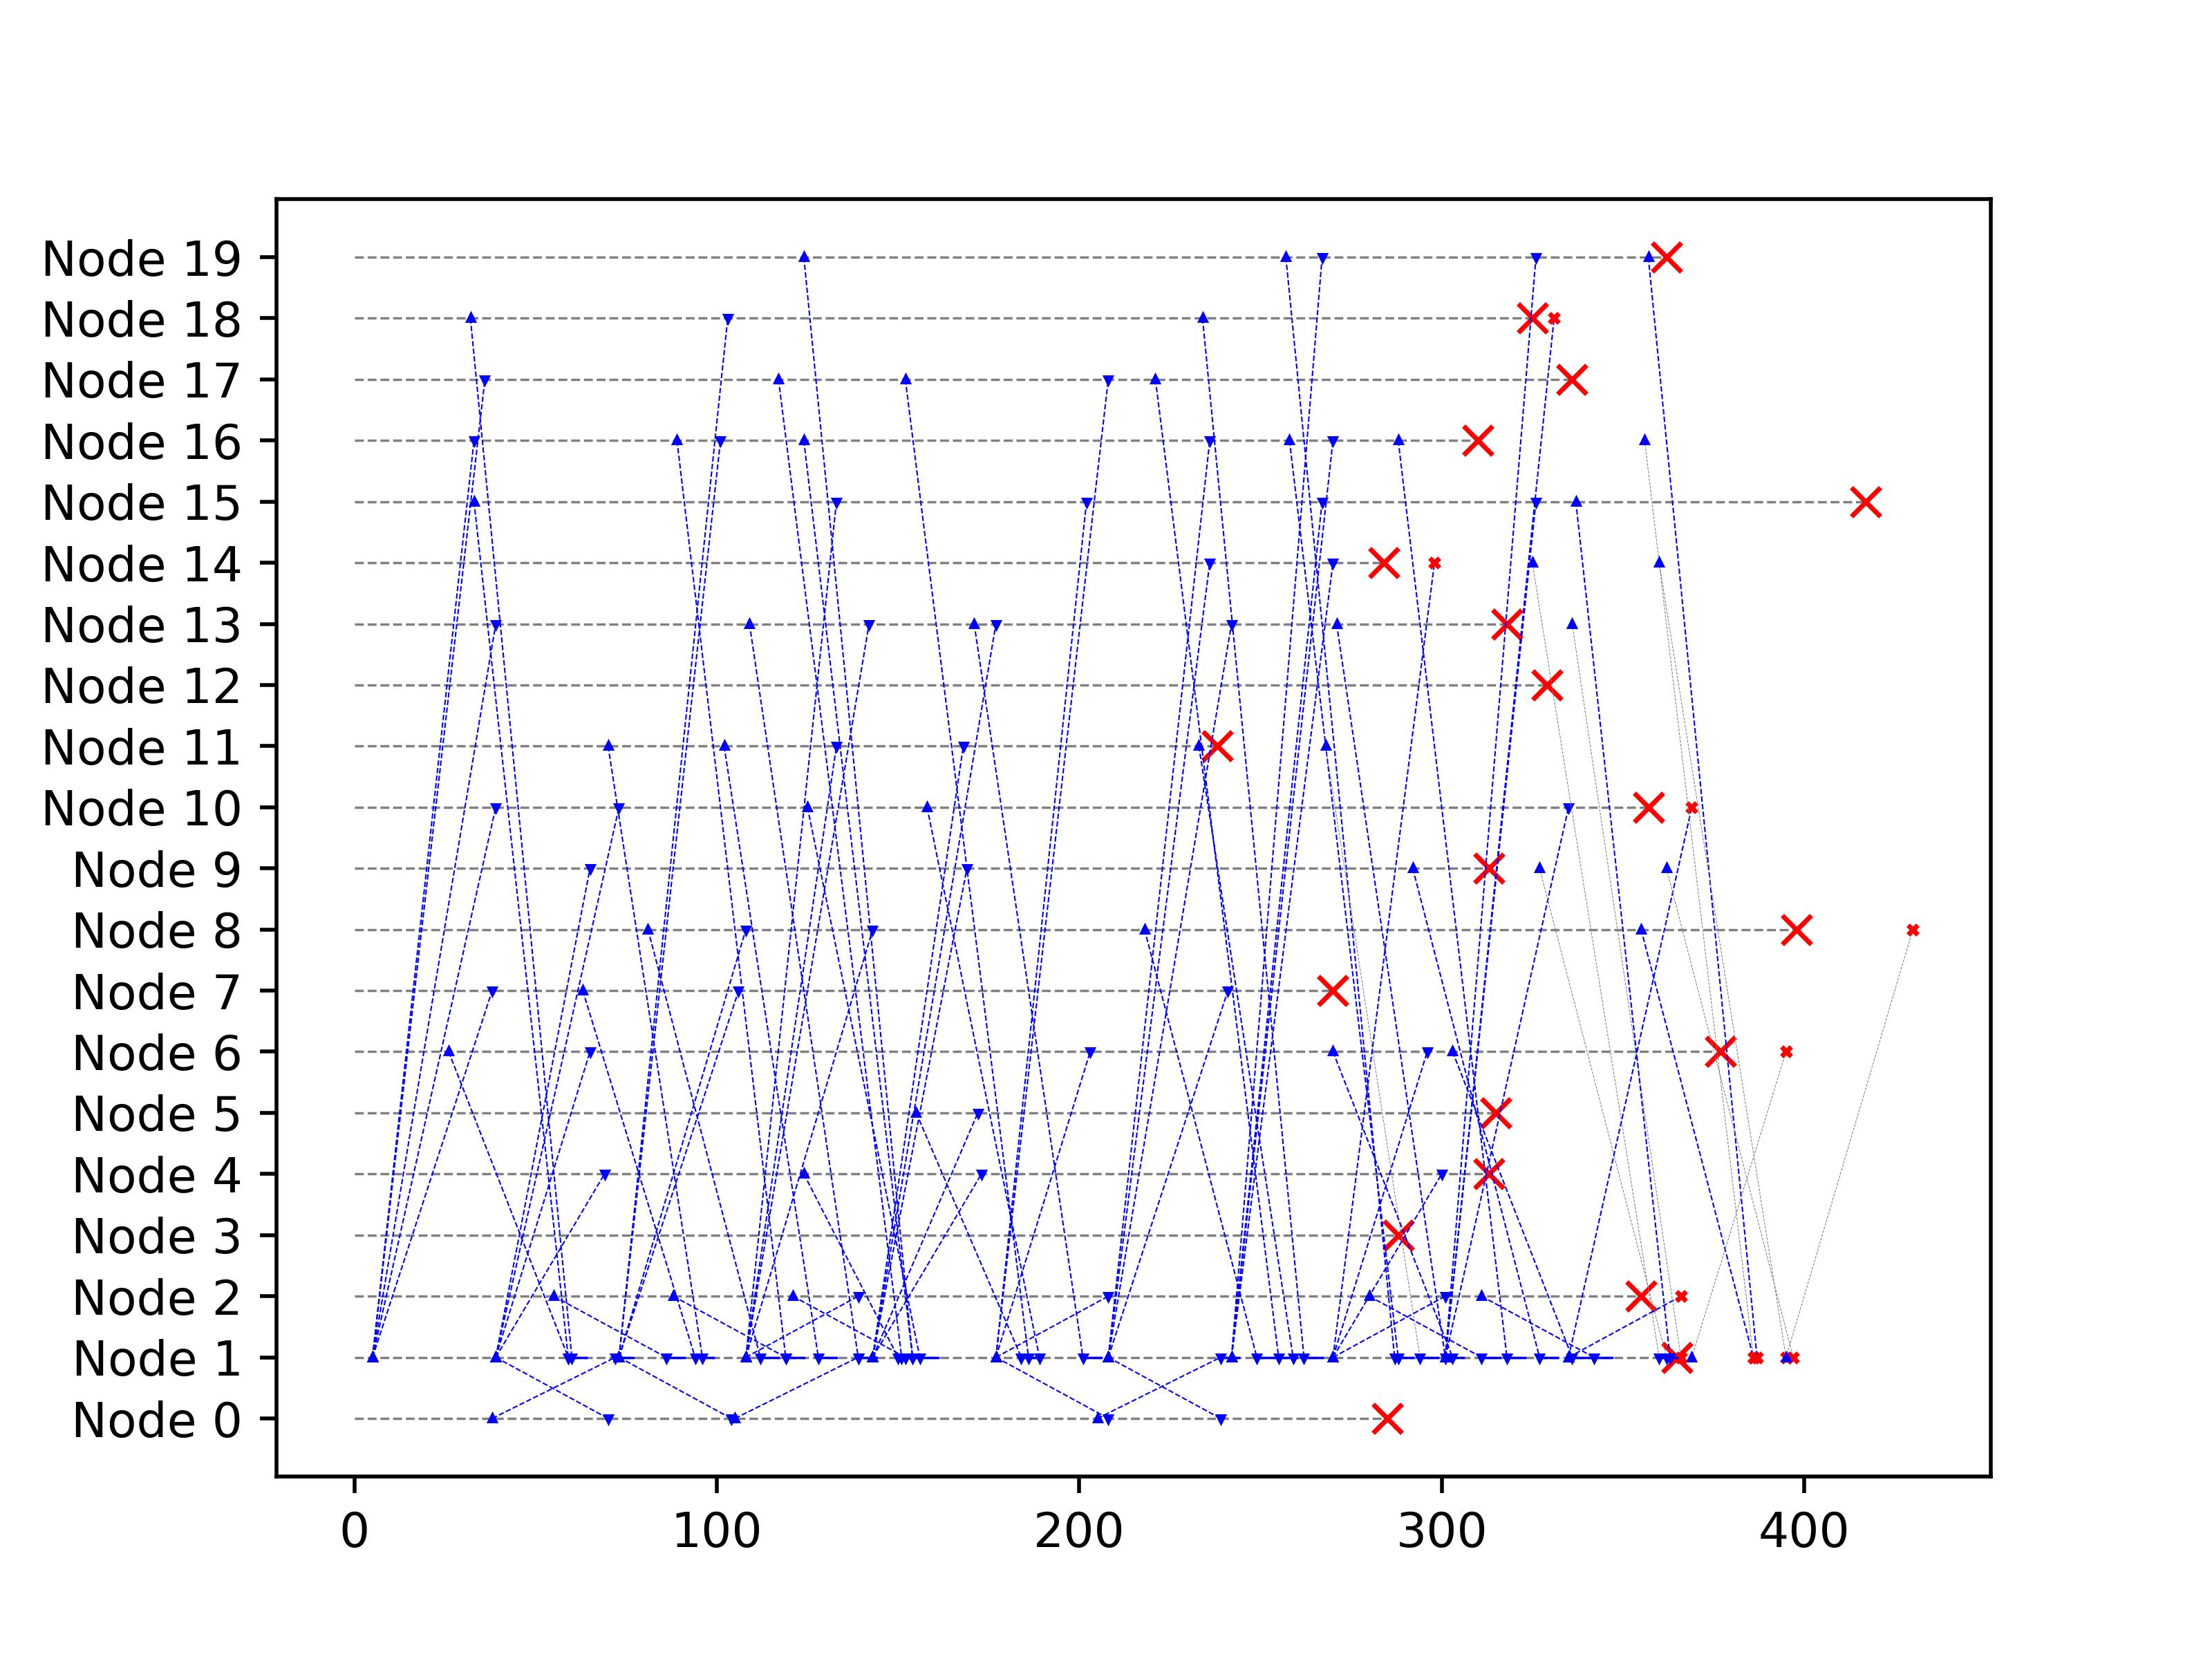 Node 19
Node 18
Node 17
Node 16
Node 15
Node 14
Node 13
Node 12
Node 11
Node 10
Node 9
Node 8
Node 7
Node 6
Node 5
Node 4
Node 3
Node 2
Node 1
Node 0
0 100 200 300 400